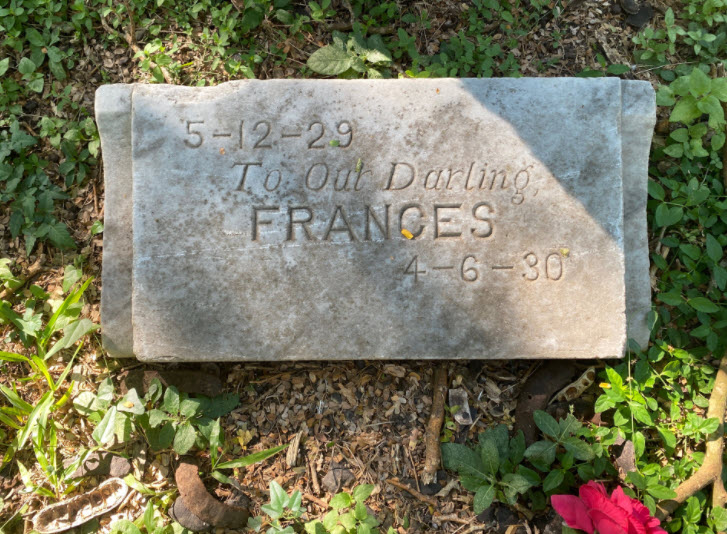 5-12-29
To Our Darling,
FRANCES
4-6-30